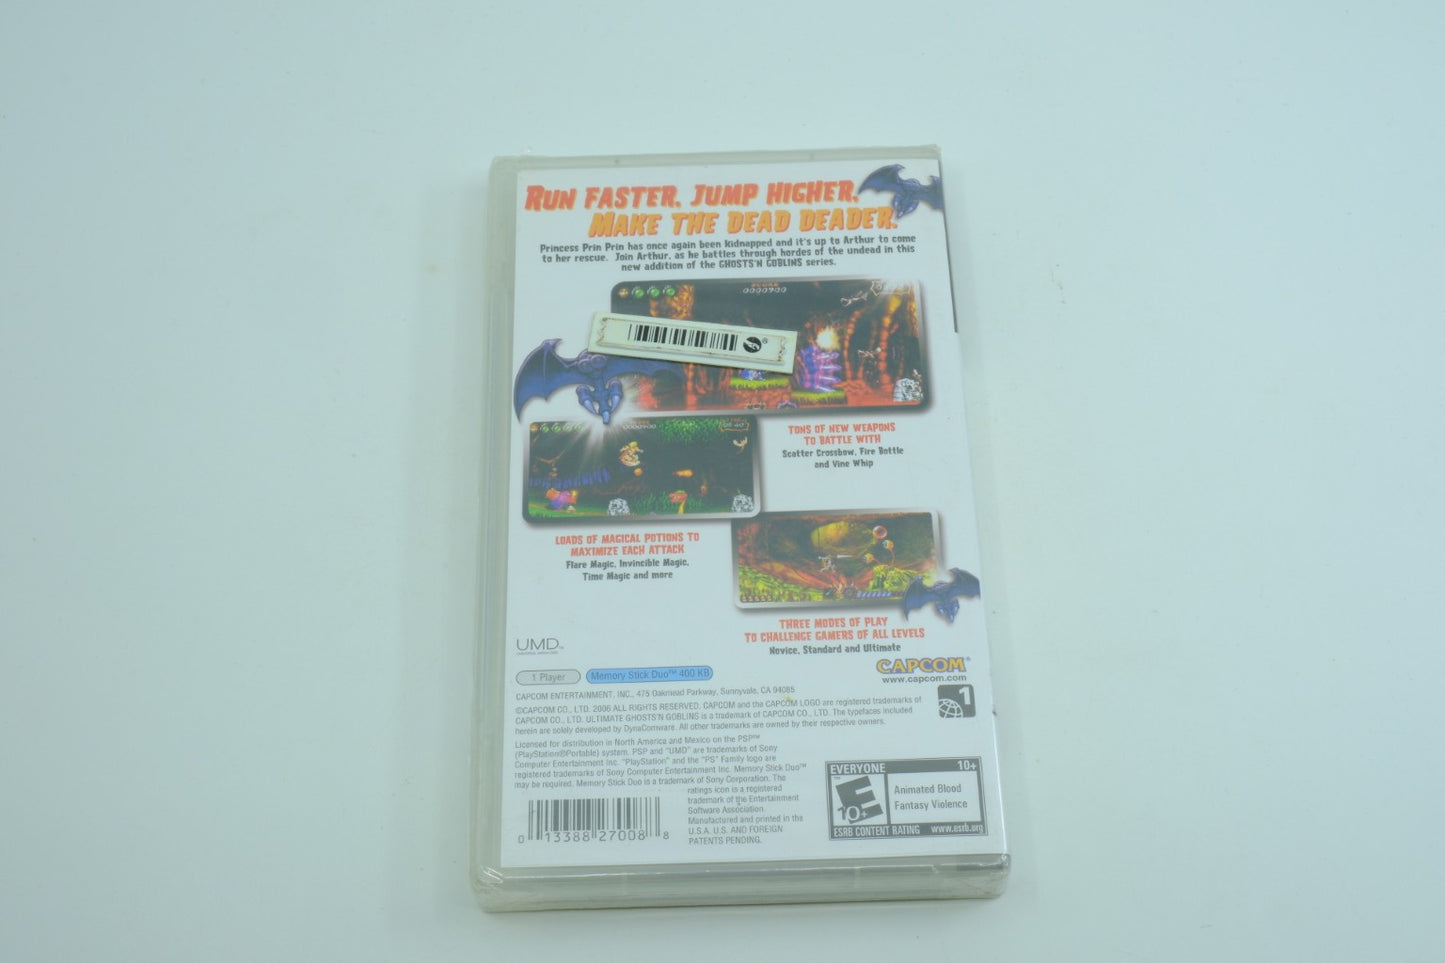 RUN FASTER, JUMP HIGHER,
MAKE THE DEAD DEADER.
Princess Prin Prin has once again been kidnapped and it's up to Arthur to come
to her rescue. Join Arthur, as he battles through hordes of the undead in this
new addition of the GHOSTS'N GOBLINS series.
SCORE
0000900
TONS OF NEW WEAPONS
TO BATTLE WITH
Scatter Crossbow, Fire Bottle
and Vine Whip
LOADS OF MAGICAL POTIONS TO
MAXIMIZE EACH ATTACK
Flare Magic, Invincible Magic,
Time Magic and more
THREE MODES OF PLAY
TO CHALLENGE GAMERS OF ALL LEVELS
Novice, Standard and Ultimate
UMD™
CAPCOM®
www.capcom.com
1 Player
Memory Stick Duo™ 400 KB
1
CAPCOM ENTERTAINMENT, INC., 475 Oakmead Parkway, Sunnyvale, CA 94085
©CAPCOM CO., LTD. 2006 ALL RIGHTS RESERVED. CAPCOM and the CAPCOM LOGO are registered trademarks of
CAPCOM CO., LTD. ULTIMATE GHOSTS'N GOBLINS is a trademark of CAPCOM CO., LTD. The typefaces included
herein are solely developed by DynaComware. All other trademarks are owned by their respective owners.
Licensed for distribution in North America and Mexico on the PSP™
(PlayStation®Portable) system. PSP and "UMD" are trademarks of Sony
Computer Entertainment Inc. "PlayStation" and the "PS" Family logo are
registered trademarks of Sony Computer Entertainment Inc. Memory Stick Duo™
may be required. Memory Stick Duo is a trademark of Sony Corporation. The
ratings icon is a registered
trademark of the Entertainment
Software Association.
Manufactured and printed in the
U.S.A. U.S. AND FOREIGN
PATENTS PENDING.
0 13388 27008 8
EVERYONE 10+
E
10+
Animated Blood
Fantasy Violence
ESRB CONTENT RATING www.esrb.org